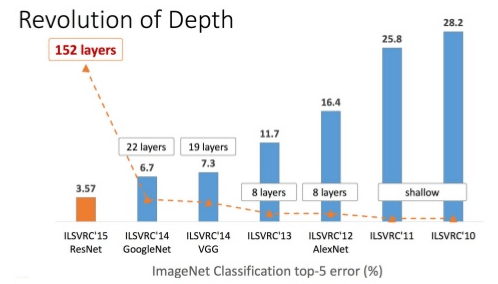 Revolution of Depth
28.2
25.8
152 layers
16.4
11.7
22 layers
19 layers
6.7
7.3
3.57
8 layers
8 layers
shallow
ILSVRC'15
ResNet
ILSVRC'14
GoogleNet
ILSVRC'14
VGG
ILSVRC'13
ILSVRC'12
AlexNet
ILSVRC'11
ILSVRC'10
ImageNet Classification top-5 error (%)